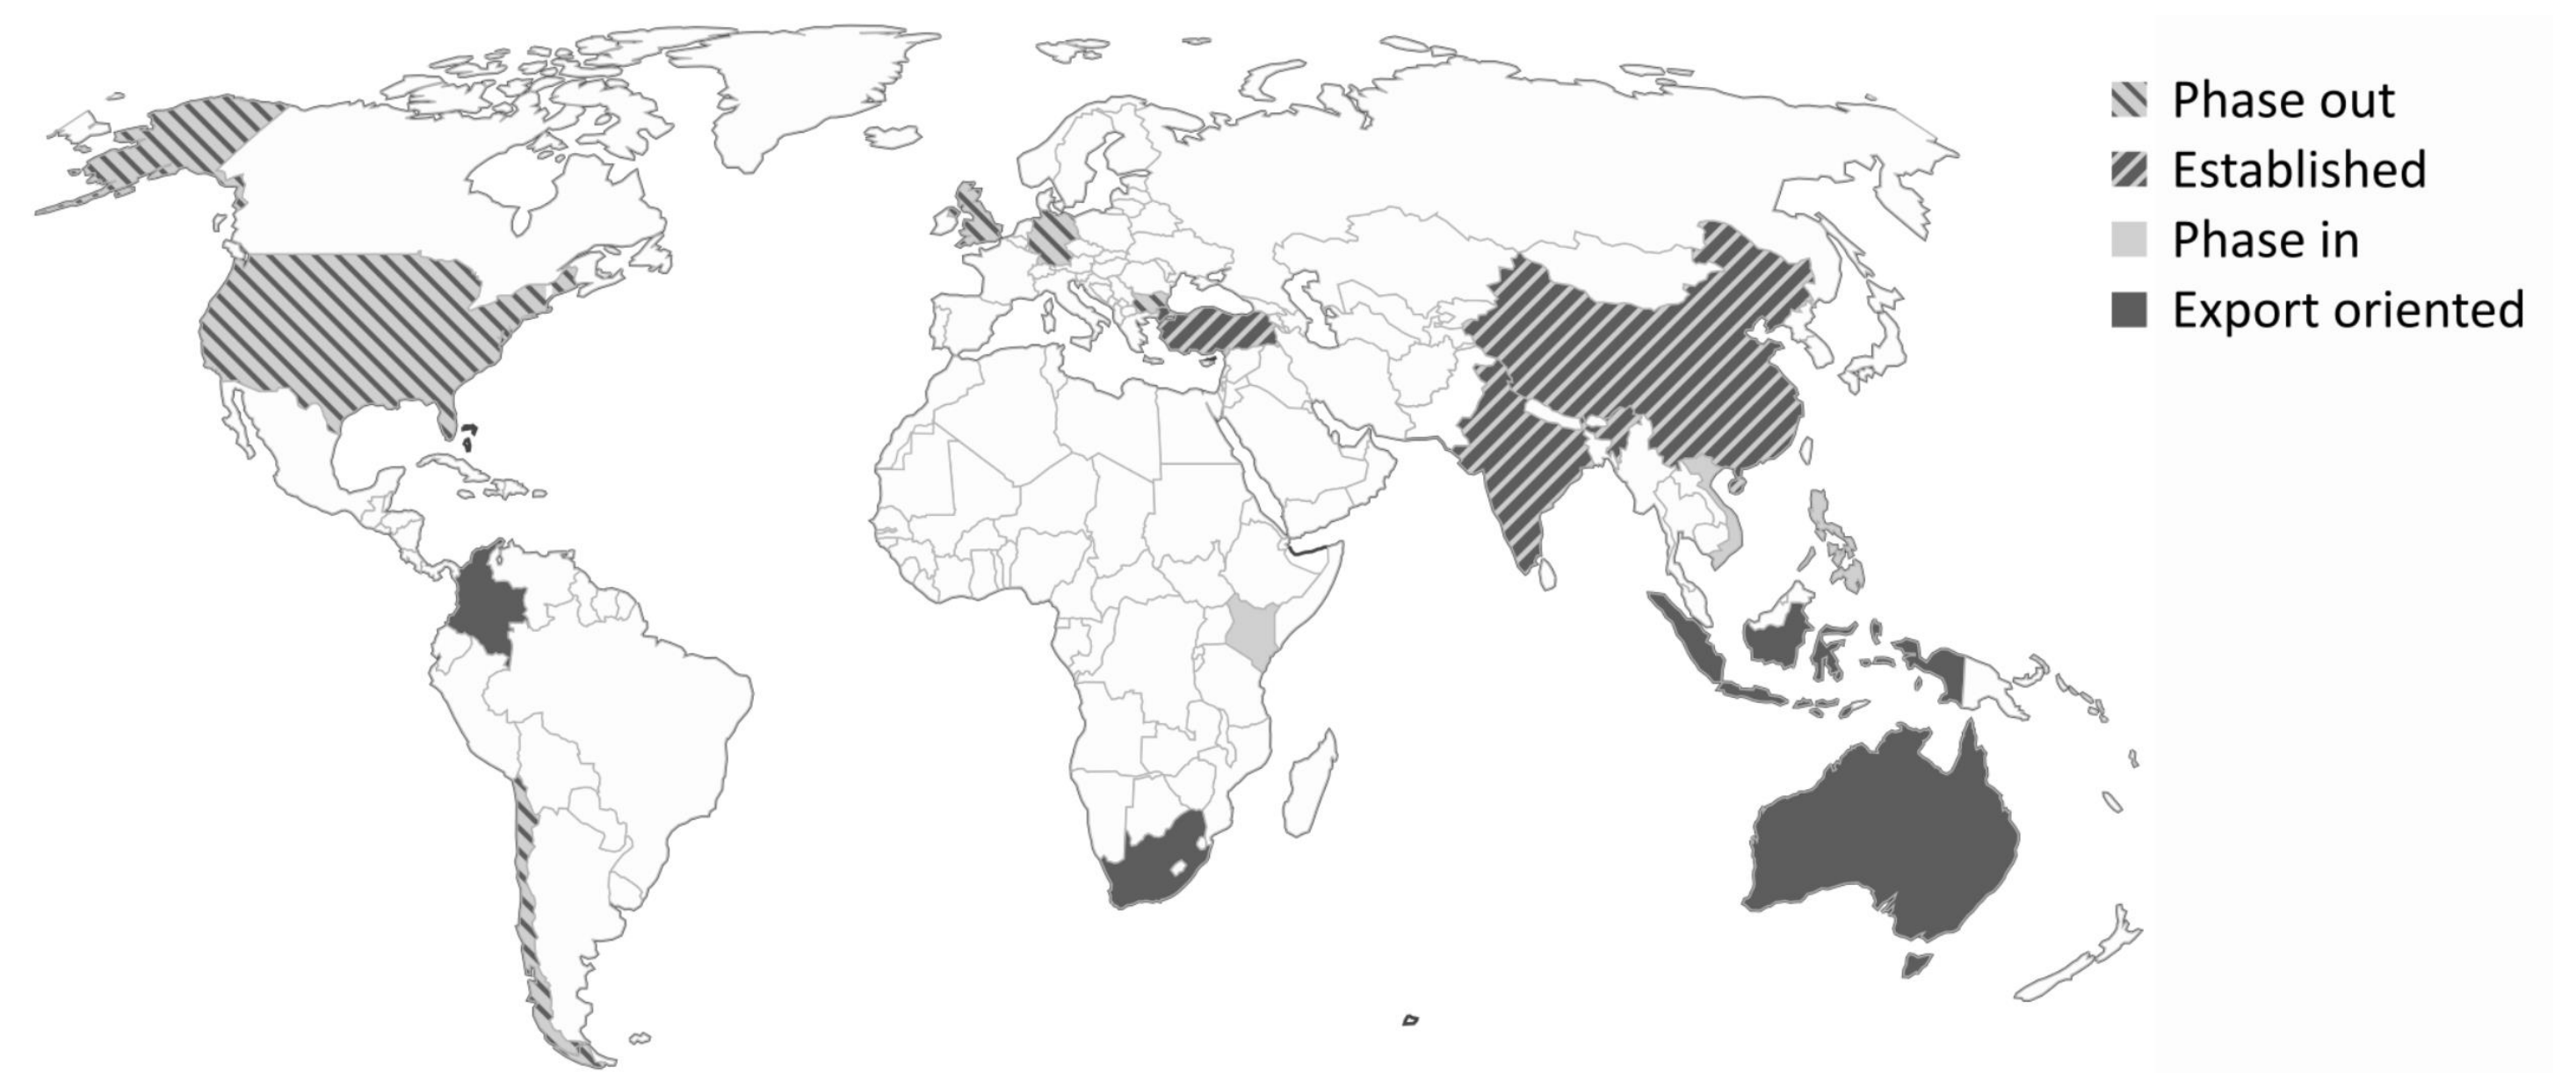 Phase out
Established
Phase in
Export oriented